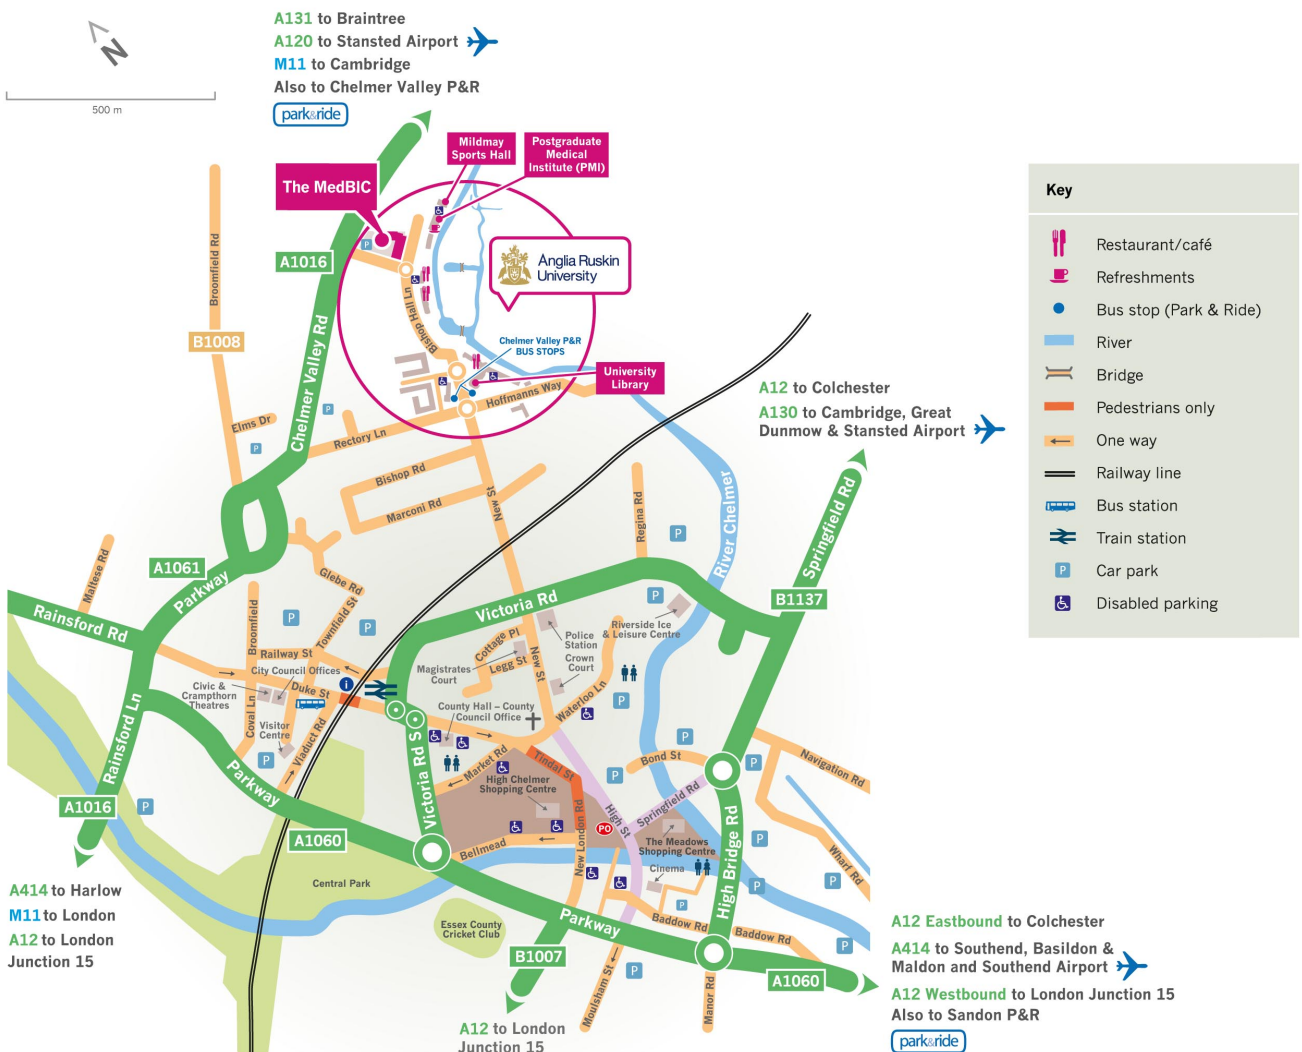 A131 to Braintree
A120 to Stansted Airport
M11 to Cambridge
Also to Chelmer Valley P&R
park&ride
N
500 m
Mildmay
Sports Hall
Postgraduate
Medical
Institute (PMI)
The MedBIC
P
A1016
Anglia Ruskin
University
Broomfield Rd
Bishop Hall Ln
Chelmer Valley Rd
B1008
Chelmer Valley P&R
BUS STOPS
University
Library
Hoffmanns Way
Elms Dr
P
P
Rectory Ln
Bishop Rd
Marconi Rd
New St
Regina Rd
P
River Chelmer
A12 to Colchester
A130 to Cambridge, Great
Dunmow & Stansted Airport
Springfield Rd
B1137
Key
Restaurant/café
Refreshments
Bus stop (Park & Ride)
River
Bridge
Pedestrians only
One way
Railway line
Bus station
Train station
P
Car park
Disabled parking
Maltese Rd
A1061
Parkway
Rainsford Rd
Glebe Rd
Townfield St
Broomfield
P
P
Railway St
City Council Offices
Duke St
i
Civic &
Crampthorn
Theatres
Coval Ln
Visitor
Centre
P
Viaduct Rd
Victoria Rd
P
Riverside Ice
& Leisure Centre
Police
Station
Cottage Pl
Legg St
New St
Magistrates
Court
Crown
Court
Waterloo Ln
P
County Hall – County
Council Office
Market Rd
Tindal St
P
Bond St
P
P
Navigation Rd
Rainsford Ln
A1016
P
Parkway
A1060
Victoria Rd S
High Chelmer
Shopping Centre
High St
Springfield Rd
PO
New London Rd
Bellmead
The Meadows
Shopping Centre
Cinema
High Bridge Rd
P
P
P
P
P
Wharf Rd
Central Park
Essex County
Cricket Club
Parkway
Baddow Rd
Baddow Rd
B1007
P
Moulsham St
Manor Rd
A1060
A414 to Harlow
M11 to London
A12 to London
Junction 15
A12 to London
Junction 15
A12 Eastbound to Colchester
A414 to Southend, Basildon &
Maldon and Southend Airport
A12 Westbound to London Junction 15
Also to Sandon P&R
park&ride